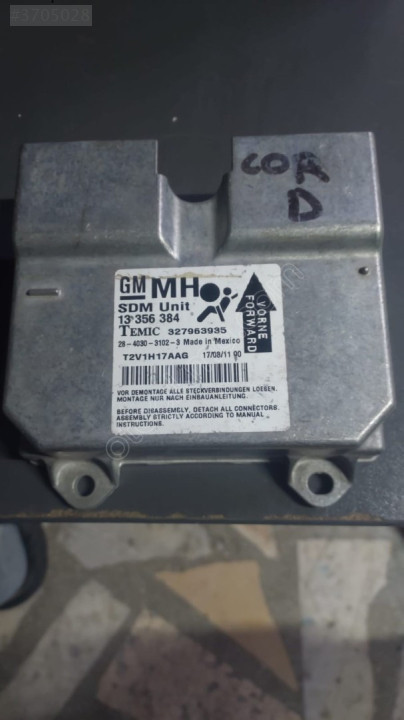 #3705028
COR
D
GM MH
SDM Unit
13 356 384
TEMIC 327963935
28-4030-3102-3 Made in Mexico
T2V1H17AAG 17/08/11 00
VORNE
FORWARD
VOR DEMONTAGE ALLE STECKVERBINDUNGEN LOESEN.
MONTAGE NUR NACH EINBAUANLEITUNG.
BEFORE DISASSEMBLY, DETACH ALL CONNECTORS.
ASSEMBLY STRICTLY ACCORDING TO MANUAL
INSTRUCTIONS.